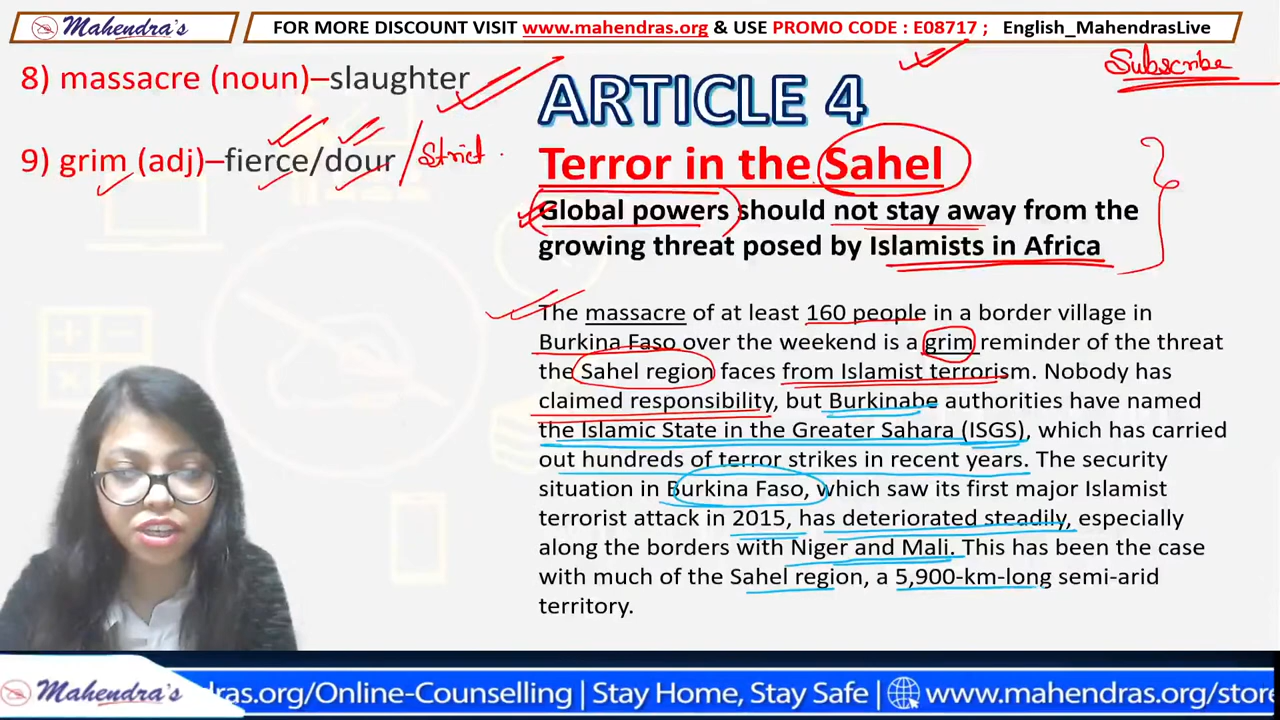 Mahendra's
FOR MORE DISCOUNT VISIT www.mahendras.org & USE PROMO CODE : E08717 ; English_MahendrasLive
Subscribe
8) massacre (noun)–slaughter
9) grim (adj)–fierce/dour / Strict
ARTICLE 4
Terror in the Sahel
Global powers should not stay away from the
growing threat posed by Islamists in Africa
The massacre of at least 160 people in a border village in
Burkina Faso over the weekend is a grim reminder of the threat
the Sahel region faces from Islamist terrorism. Nobody has
claimed responsibility, but Burkinabe authorities have named
the Islamic State in the Greater Sahara (ISGS), which has carried
out hundreds of terror strikes in recent years. The security
situation in Burkina Faso, which saw its first major Islamist
terrorist attack in 2015, has deteriorated steadily, especially
along the borders with Niger and Mali. This has been the case
with much of the Sahel region, a 5,900-km-long semi-arid
territory.
Mahendra's
dras.org/Online-Counselling | Stay Home, Stay Safe | www.mahendras.org/store